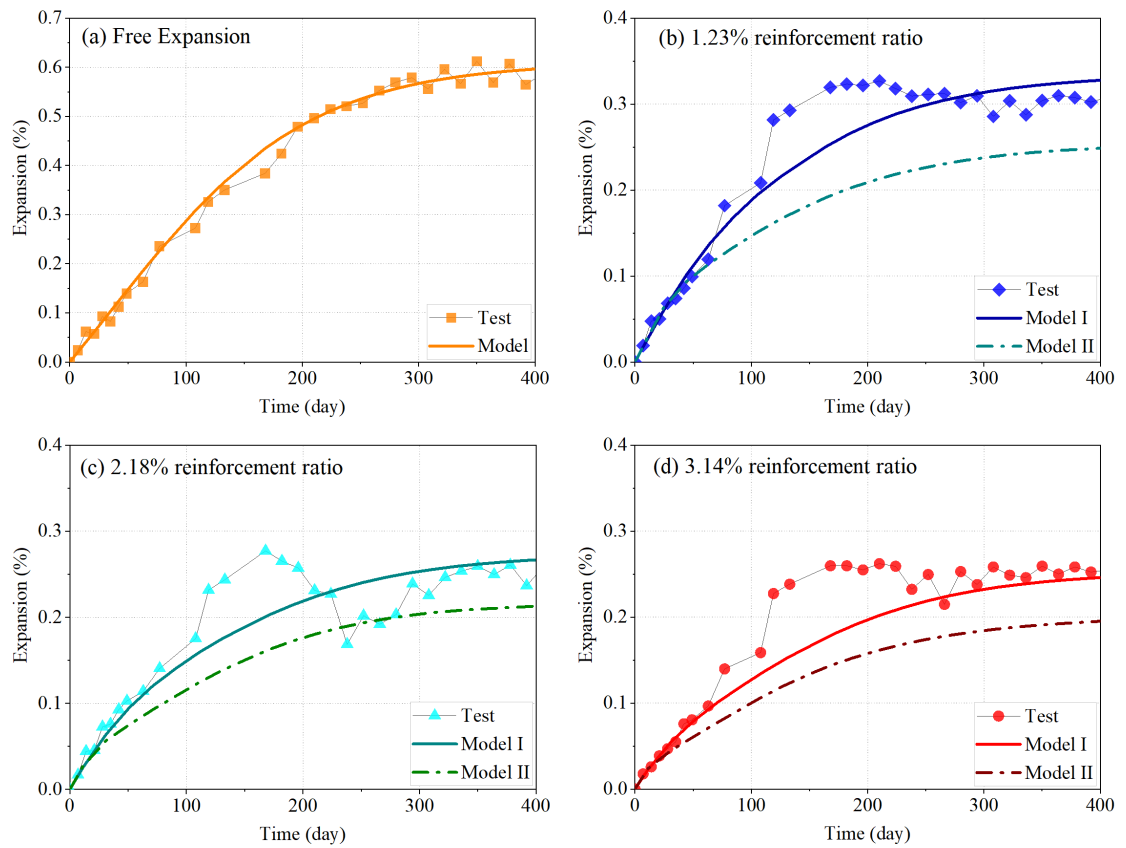 (a) Free Expansion
Expansion (%)
0.7
0.6
0.5
0.4
0.3
0.2
0.1
0.0
0
100
200
300
400
Time (day)
Test
Model
(b) 1.23% reinforcement ratio
Expansion (%)
0.4
0.3
0.2
0.1
0.0
0
100
200
300
400
Time (day)
Test
Model I
Model II
(c) 2.18% reinforcement ratio
Expansion (%)
0.4
0.3
0.2
0.1
0.0
0
100
200
300
400
Time (day)
Test
Model I
Model II
(d) 3.14% reinforcement ratio
Expansion (%)
0.4
0.3
0.2
0.1
0.0
0
100
200
300
400
Time (day)
Test
Model I
Model II